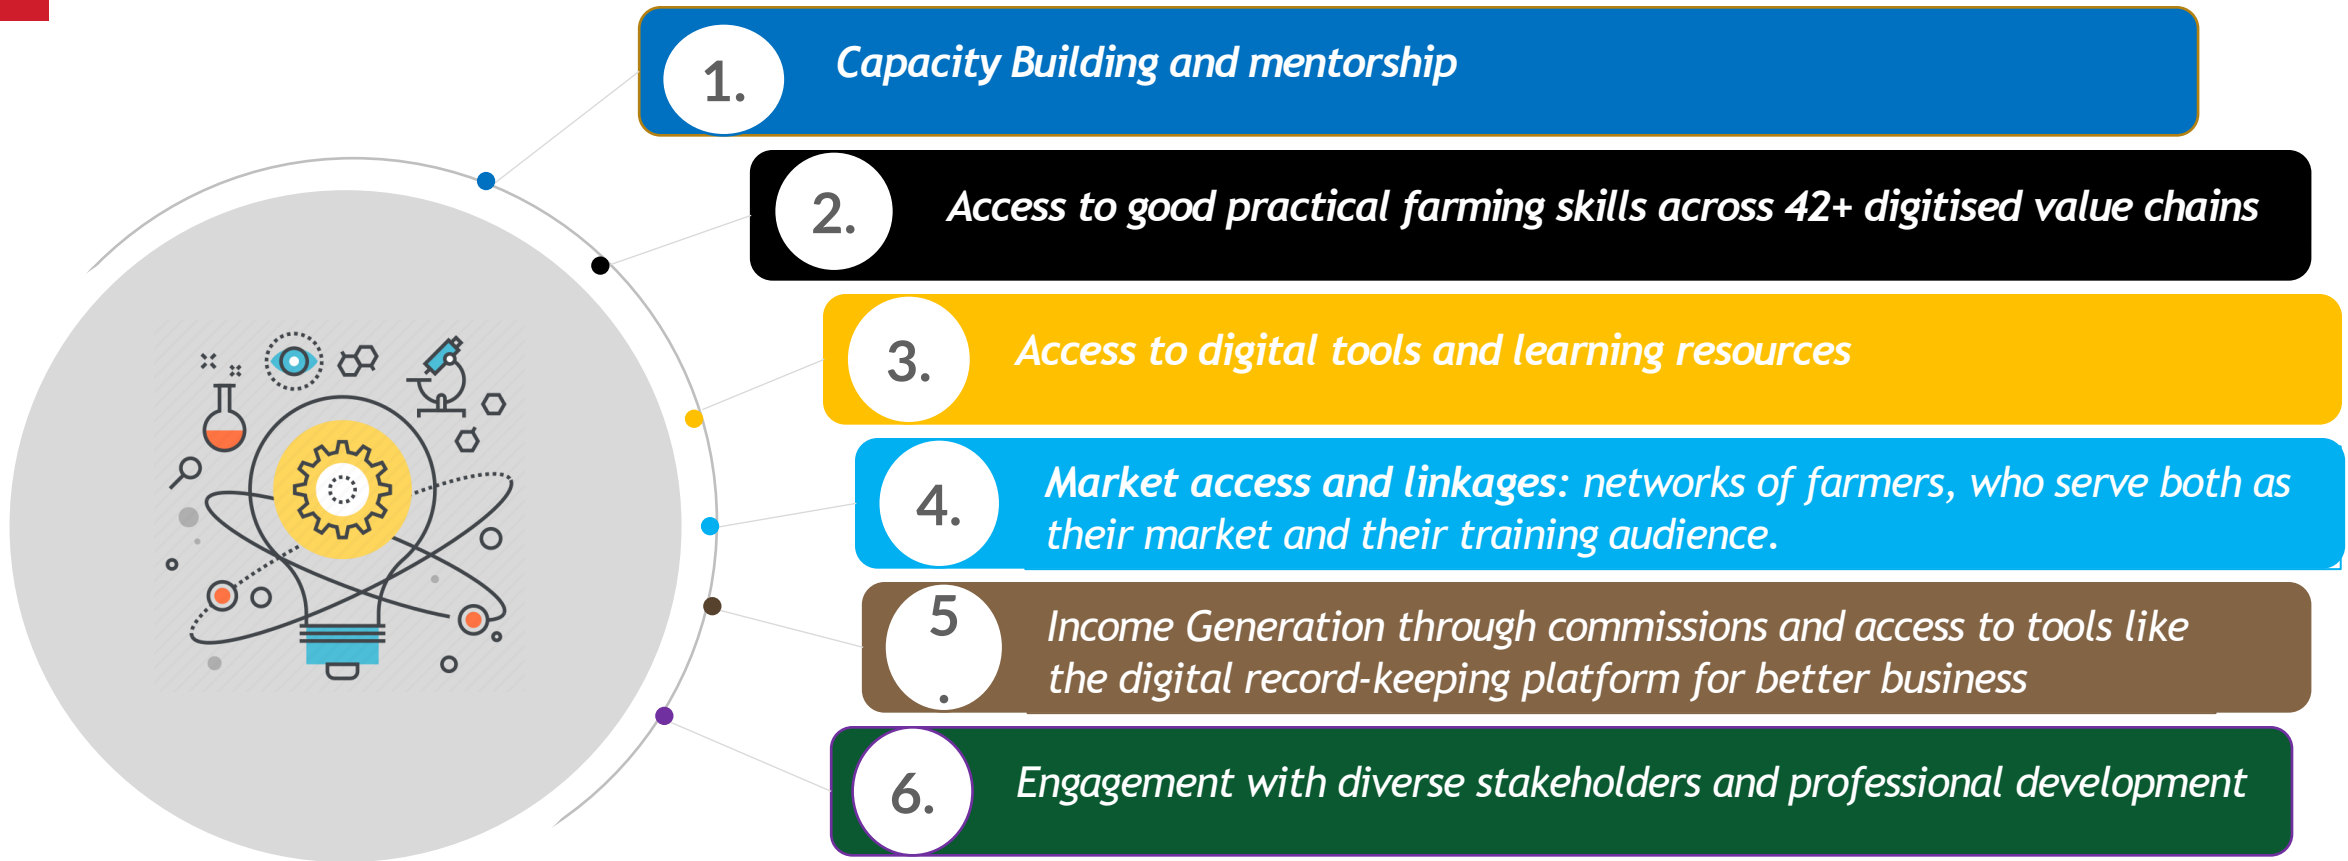 1.
Capacity Building and mentorship
2.
Access to good practical farming skills across 42+ digitised value chains
3.
Access to digital tools and learning resources
4.
Market access and linkages: networks of farmers, who serve both as
their market and their training audience.
5
.
Income Generation through commissions and access to tools like
the digital record-keeping platform for better business
6.
Engagement with diverse stakeholders and professional development